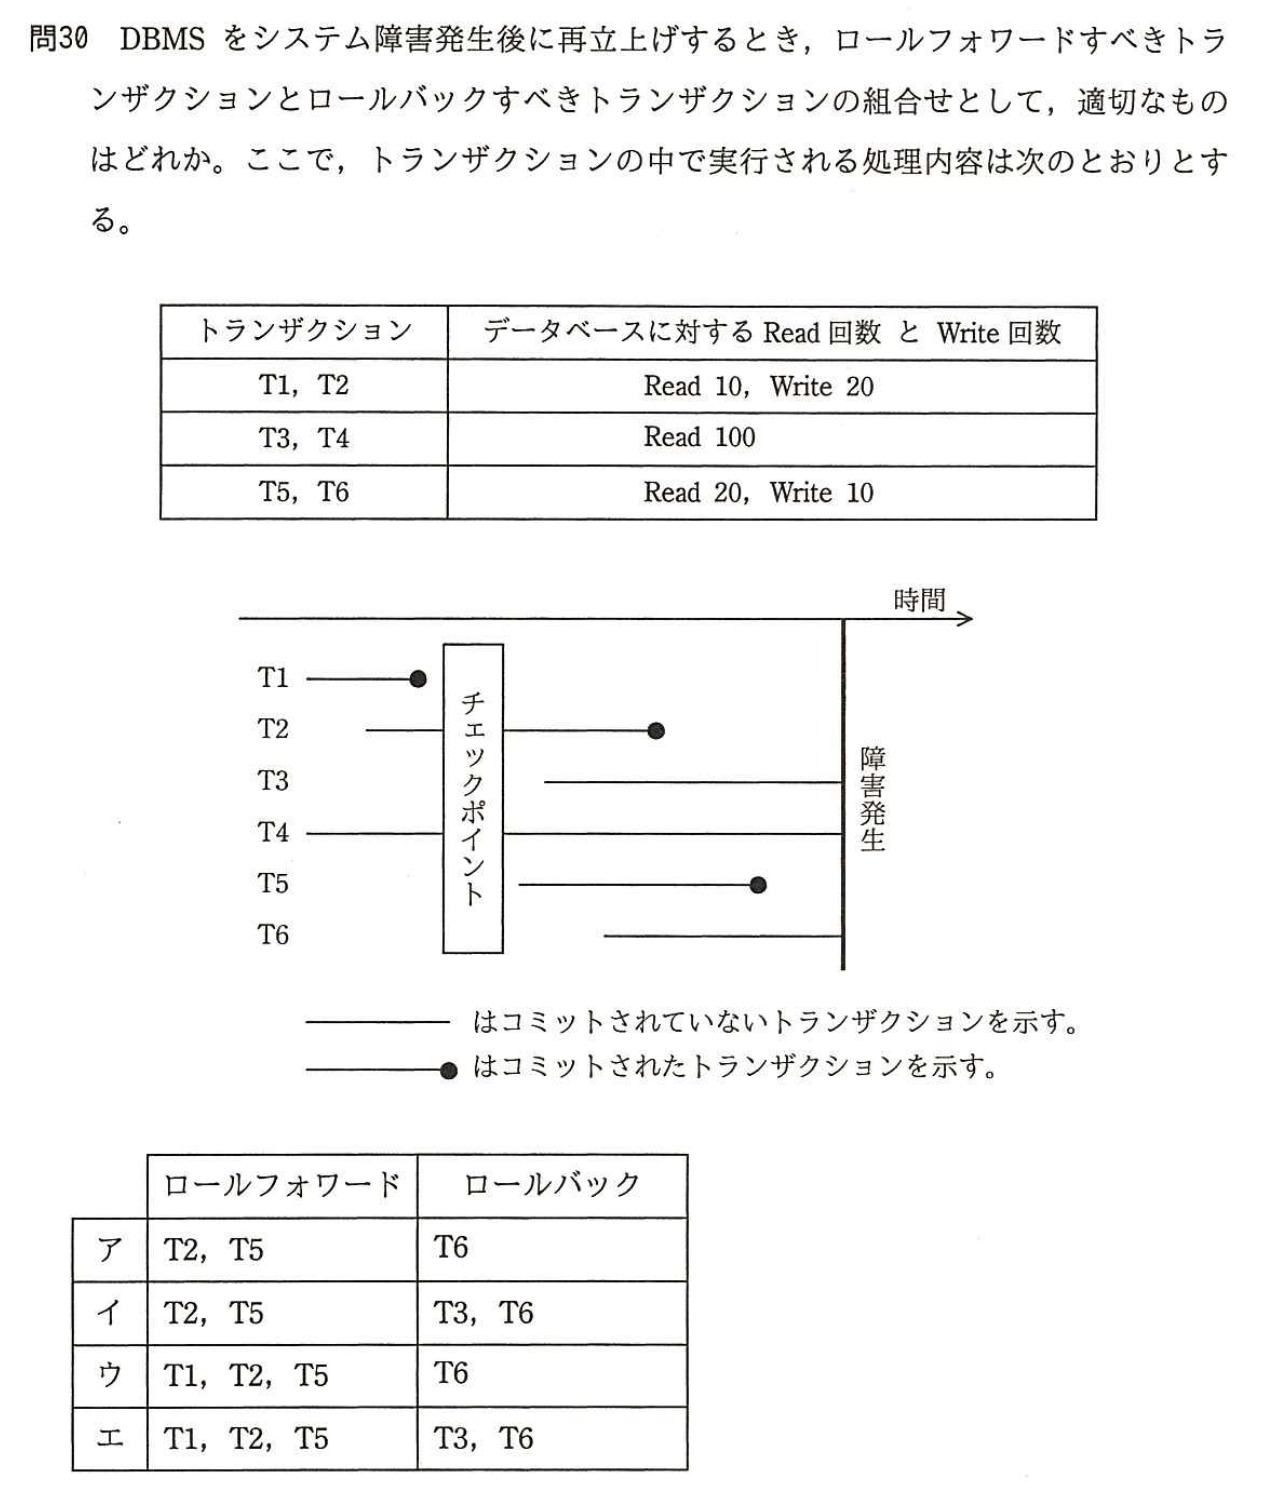 問30 DBMS をシステム障害発生後に再立上げするとき，ロールフォワードすべきトラ
ンザクションとロールバックすべきトランザクションの組合せとして，適切なもの
はどれか。ここで，トランザクションの中で実行される処理内容は次のとおりとす
る。
トランザクション データベースに対する Read 回数 と Write 回数
T1，T2 Read 10，Write 20
T3，T4 Read 100
T5，T6 Read 20，Write 10
時間
T1
T2
T3
T4
T5
T6
チェックポイント
障害発生
はコミットされていないトランザクションを示す。
はコミットされたトランザクションを示す。
ロールフォワード ロールバック
ア T2，T5 T6
イ T2，T5 T3，T6
ウ T1，T2，T5 T6
エ T1，T2，T5 T3，T6